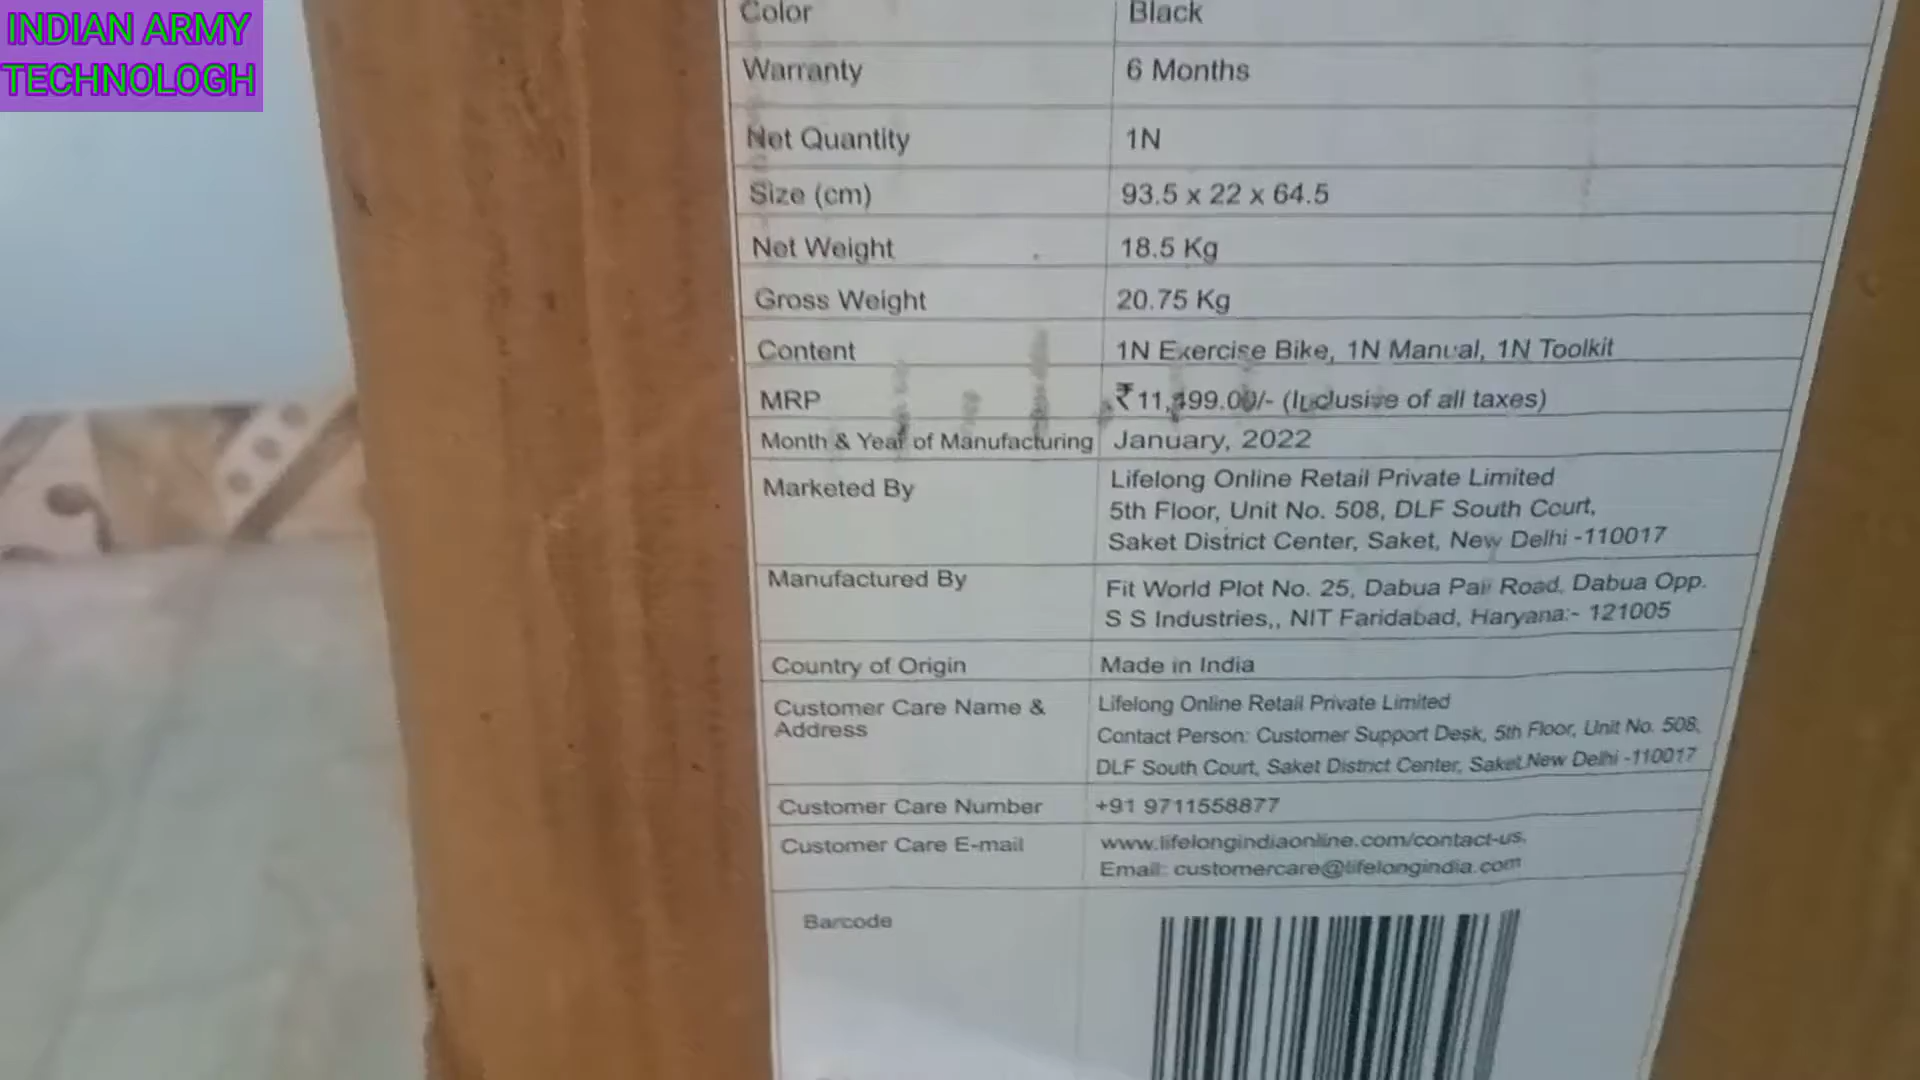 INDIAN ARMY
TECHNOLOGH
Color Black
Warranty 6 Months
Net Quantity 1N
Size (cm) 93.5 x 22 x 64.5
Net Weight 18.5 Kg
Gross Weight 20.75 Kg
Content 1N Exercise Bike, 1N Manual, 1N Toolkit
MRP ₹ 11,499.00/- (Inclusive of all taxes)
Month & Year of Manufacturing January, 2022
Marketed By Lifelong Online Retail Private Limited
5th Floor, Unit No. 508, DLF South Court,
Saket District Center, Saket, New Delhi -110017
Manufactured By Fit World Plot No. 25, Dabua Pali Road, Dabua Opp.
S S Industries,, NIT Faridabad, Haryana:- 121005
Country of Origin Made in India
Customer Care Name &
Address
Lifelong Online Retail Private Limited
Contact Person: Customer Support Desk, 5th Floor, Unit No. 508,
DLF South Court, Saket District Center, Saket,New Delhi -110017
Customer Care Number +91 9711558877
Customer Care E-mail www.lifelongindiaonline.com/contact-us,
Email: customercare@lifelongindia.com
Barcode